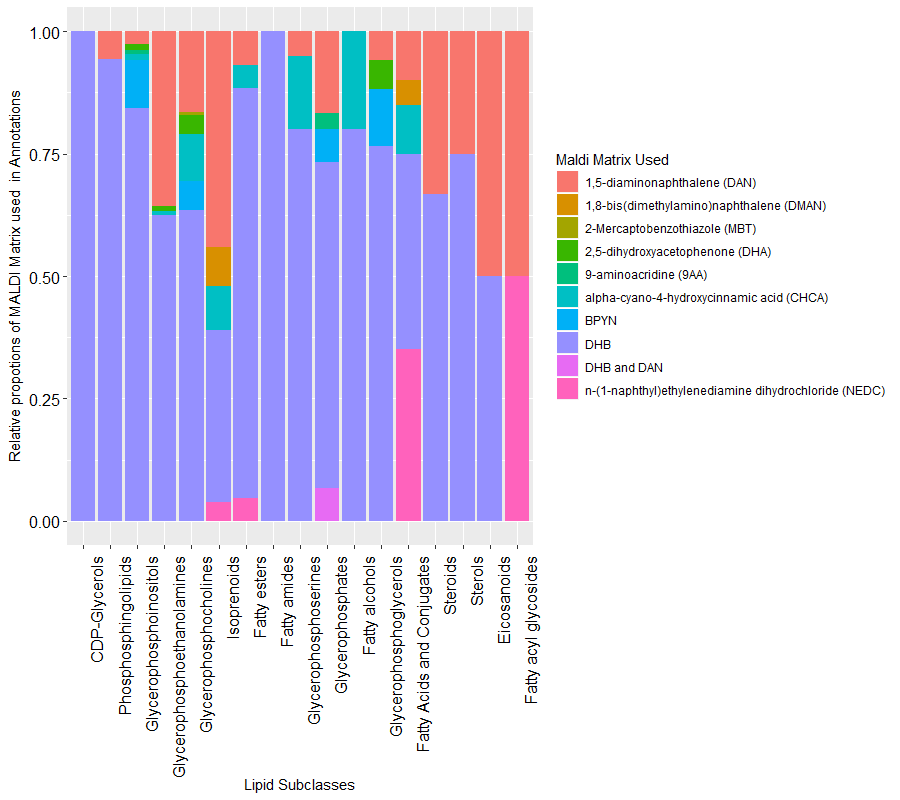 Relative propotions of MALDI Matrix used  in Annotations
1.00
0.75
0.50
0.25
0.00
CDP-Glycerols
Phosphosphingolipids
Glycerophosphoinositols
Glycerophosphoethanolamines
Glycerophosphocholines
Isoprenoids
Fatty esters
Fatty amides
Glycerophosphoserines
Glycerophosphates
Fatty alcohols
Glycerophosphoglycerols
Fatty Acids and Conjugates
Steroids
Sterols
Eicosanoids
Fatty acyl glycosides
Lipid Subclasses
Maldi Matrix Used
1,5-diaminonaphthalene (DAN)
1,8-bis(dimethylamino)naphthalene (DMAN)
2-Mercaptobenzothiazole (MBT)
2,5-dihydroxyacetophenone (DHA)
9-aminoacridine (9AA)
alpha-cyano-4-hydroxycinnamic acid (CHCA)
BPYN
DHB
DHB and DAN
n-(1-naphthyl)ethylenediamine dihydrochloride (NEDC)